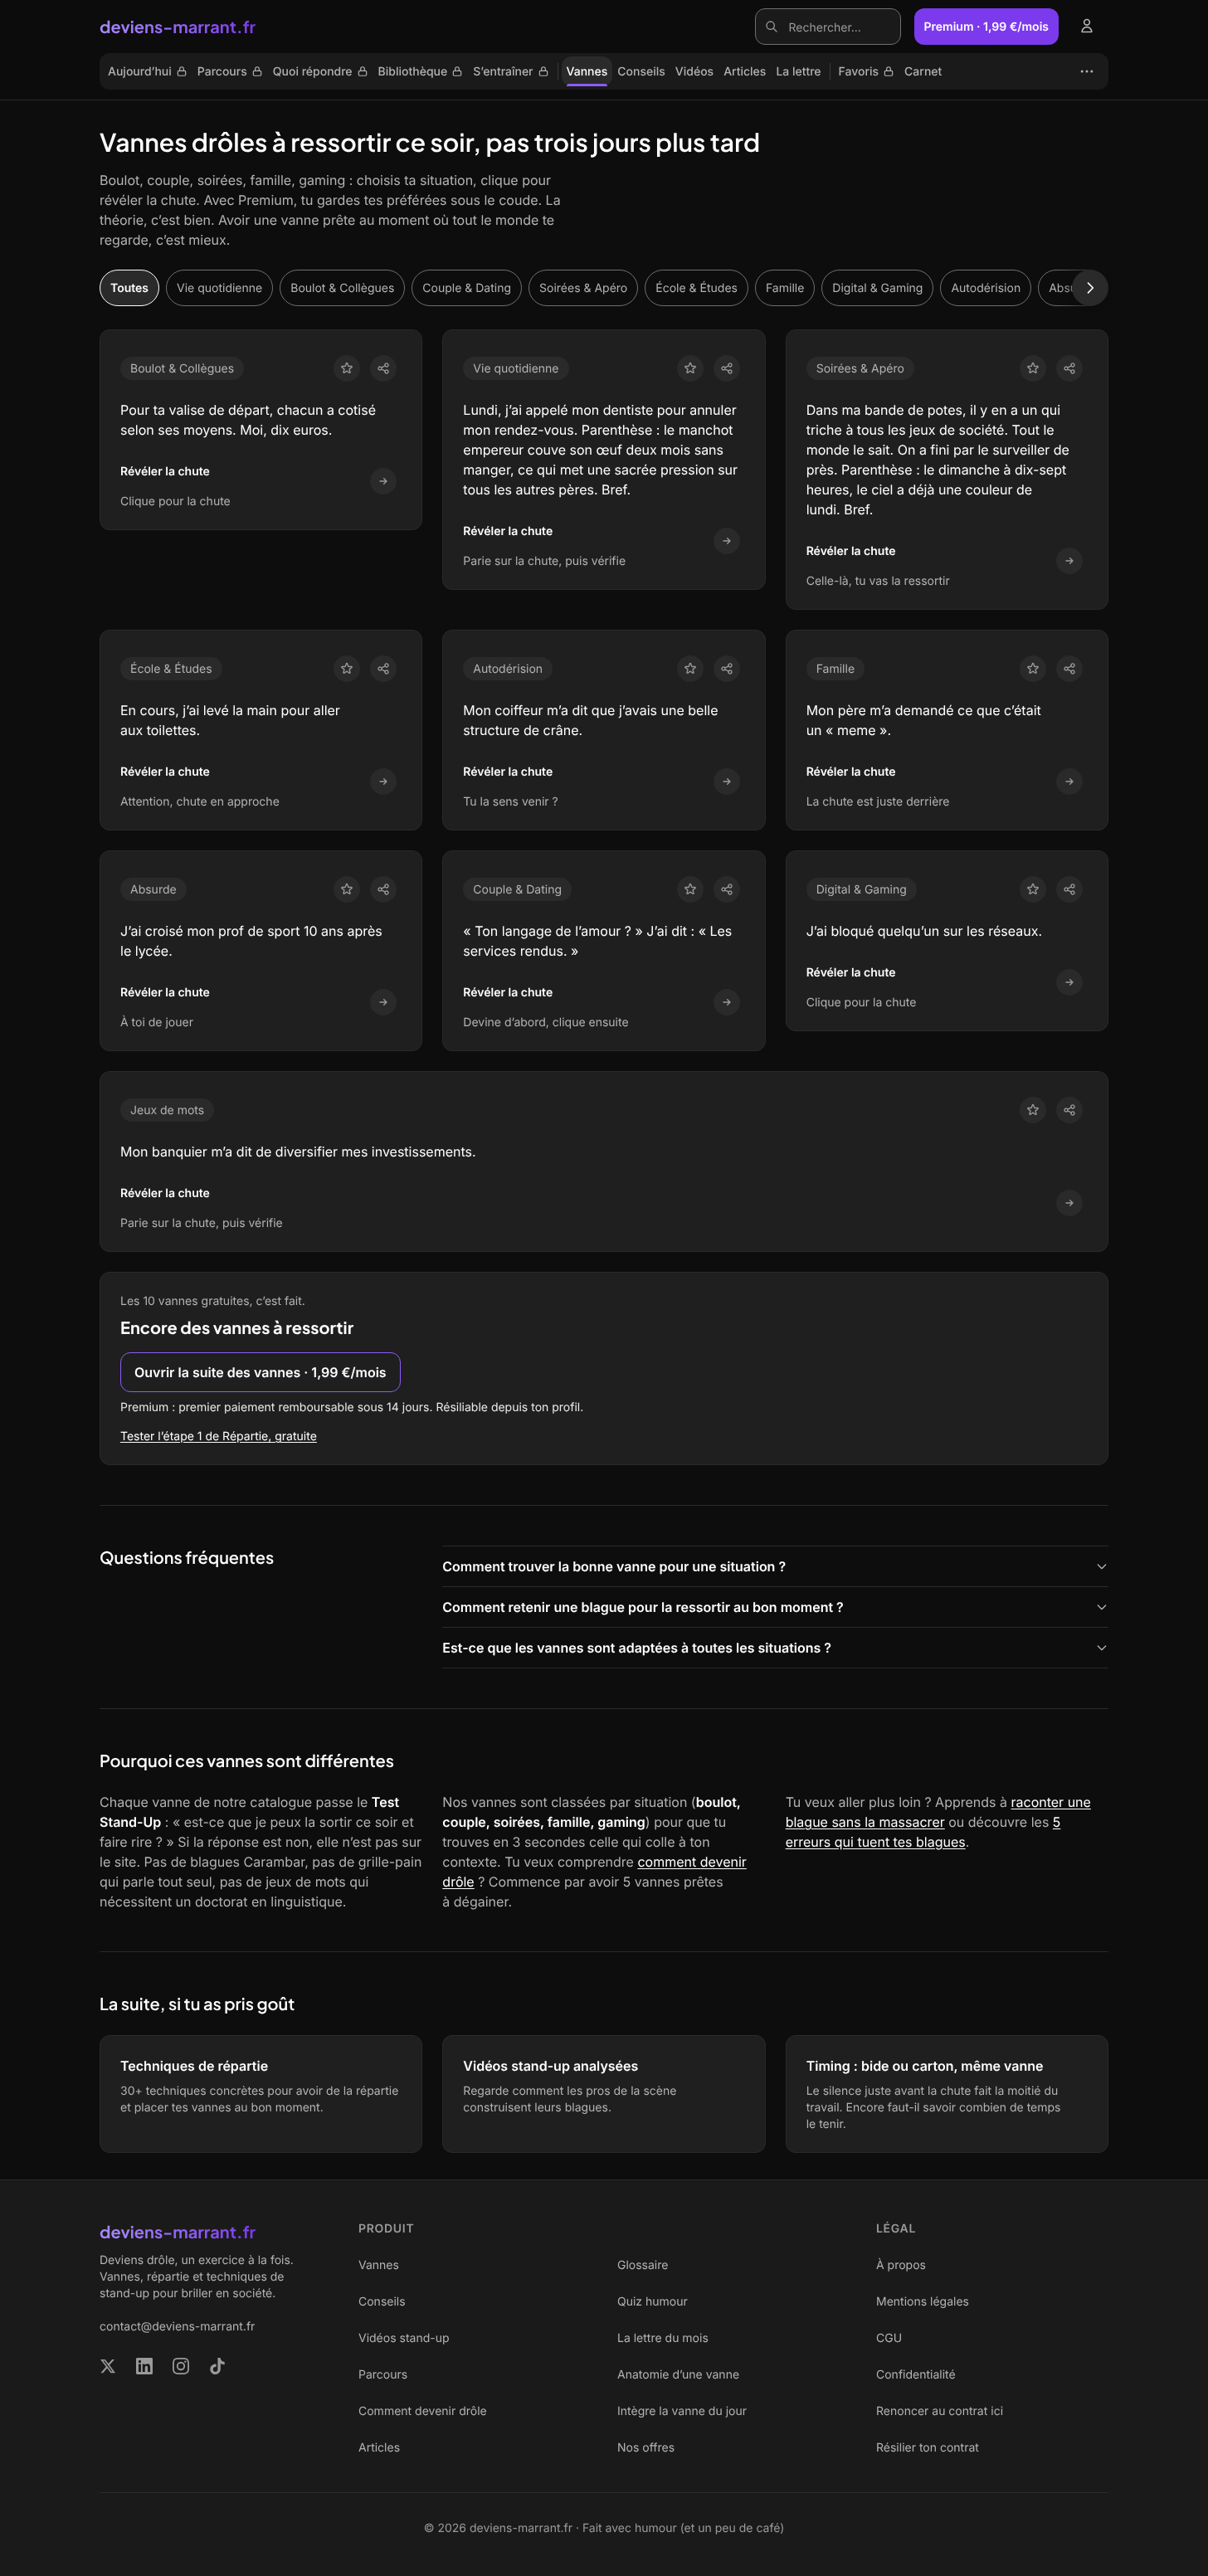 deviens-marrant.fr
Rechercher...
Premium · 1,99 €/mois
Aujourd’hui
Parcours
Quoi répondre
Bibliothèque
S’entraîner
Vannes
Conseils
Vidéos
Articles
La lettre
Favoris
Carnet
Vannes drôles à ressortir ce soir, pas trois jours plus tard
Boulot, couple, soirées, famille, gaming : choisis ta situation, clique pour
révéler la chute. Avec Premium, tu gardes tes préférées sous le coude. La
théorie, c’est bien. Avoir une vanne prête au moment où tout le monde te
regarde, c’est mieux.
Toutes
Vie quotidienne
Boulot & Collègues
Couple & Dating
Soirées & Apéro
École & Études
Famille
Digital & Gaming
Autodérision
Boulot & Collègues
Pour ta valise de départ, chacun a cotisé
selon ses moyens. Moi, dix euros.
Révéler la chute
Clique pour la chute
Vie quotidienne
Lundi, j’ai appelé mon dentiste pour annuler
mon rendez-vous. Parenthèse : le manchot
empereur couve son œuf deux mois sans
manger, ce qui met une sacrée pression sur
tous les autres pères. Bref.
Révéler la chute
Parie sur la chute, puis vérifie
Soirées & Apéro
Dans ma bande de potes, il y en a un qui
triche à tous les jeux de société. Tout le
monde le sait. On a fini par le surveiller de
près. Parenthèse : le dimanche à dix-sept
heures, le ciel a déjà une couleur de
lundi. Bref.
Révéler la chute
Celle-là, tu vas la ressortir
École & Études
En cours, j’ai levé la main pour aller
aux toilettes.
Révéler la chute
Attention, chute en approche
Autodérision
Mon coiffeur m’a dit que j’avais une belle
structure de crâne.
Révéler la chute
Tu la sens venir ?
Famille
Mon père m’a demandé ce que c’était
un « meme ».
Révéler la chute
La chute est juste derrière
Absurde
J’ai croisé mon prof de sport 10 ans après
le lycée.
Révéler la chute
À toi de jouer
Couple & Dating
« Ton langage de l’amour ? » J’ai dit : « Les
services rendus. »
Révéler la chute
Devine d’abord, clique ensuite
Digital & Gaming
J’ai bloqué quelqu’un sur les réseaux.
Révéler la chute
Clique pour la chute
Jeux de mots
Mon banquier m’a dit de diversifier mes investissements.
Révéler la chute
Parie sur la chute, puis vérifie
Les 10 vannes gratuites, c’est fait.
Encore des vannes à ressortir
Ouvrir la suite des vannes · 1,99 €/mois
Premium : premier paiement remboursable sous 14 jours. Résiliable depuis ton profil.
Tester l’étape 1 de Répartie, gratuite
Questions fréquentes
Comment trouver la bonne vanne pour une situation ?
Comment retenir une blague pour la ressortir au bon moment ?
Est-ce que les vannes sont adaptées à toutes les situations ?
Pourquoi ces vannes sont différentes
Chaque vanne de notre catalogue passe le Test
Stand-Up : « est-ce que je peux la sortir ce soir et
faire rire ? » Si la réponse est non, elle n’est pas sur
le site. Pas de blagues Carambar, pas de grille-pain
qui parle tout seul, pas de jeux de mots qui
nécessitent un doctorat en linguistique.
Nos vannes sont classées par situation (boulot,
couple, soirées, famille, gaming) pour que tu
trouves en 3 secondes celle qui colle à ton
contexte. Tu veux comprendre comment devenir
drôle ? Commence par avoir 5 vannes prêtes
à dégainer.
Tu veux aller plus loin ? Apprends à raconter une
blague sans la massacrer ou découvre les 5
erreurs qui tuent tes blagues.
La suite, si tu as pris goût
Techniques de répartie
30+ techniques concrètes pour avoir de la répartie
et placer tes vannes au bon moment.
Vidéos stand-up analysées
Regarde comment les pros de la scène
construisent leurs blagues.
Timing : bide ou carton, même vanne
Le silence juste avant la chute fait la moitié du
travail. Encore faut-il savoir combien de temps
le tenir.
deviens-marrant.fr
Deviens drôle, un exercice à la fois.
Vannes, répartie et techniques de
stand-up pour briller en société.
contact@deviens-marrant.fr
PRODUIT
Vannes
Conseils
Vidéos stand-up
Parcours
Comment devenir drôle
Articles
Glossaire
Quiz humour
La lettre du mois
Anatomie d’une vanne
Intègre la vanne du jour
Nos offres
LÉGAL
À propos
Mentions légales
CGU
Confidentialité
Renoncer au contrat ici
Résilier ton contrat
© 2026 deviens-marrant.fr · Fait avec humour (et un peu de café)